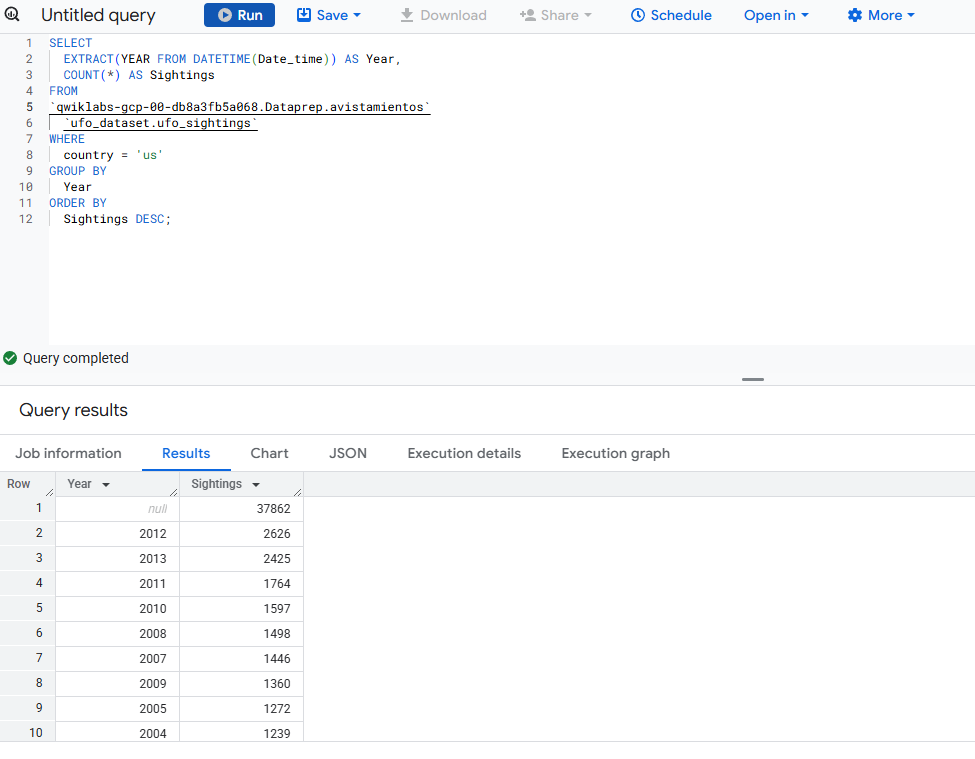 Untitled query Run Save Download Share Schedule Open in More
1 SELECT
2 EXTRACT(YEAR FROM DATETIME(Date_time)) AS Year,
3 COUNT(*) AS Sightings
4 FROM
5 `qwiklabs-gcp-00-db8a3fb5a068.Dataprep.avistamientos`
6 `ufo_dataset.ufo_sightings`
7 WHERE
8 country = 'us'
9 GROUP BY
10 Year
11 ORDER BY
12 Sightings DESC;
Query completed
Query results
Job information Results Chart JSON Execution details Execution graph
Row Year Sightings
1 null 37862
2 2012 2626
3 2013 2425
4 2011 1764
5 2010 1597
6 2008 1498
7 2007 1446
8 2009 1360
9 2005 1272
10 2004 1239